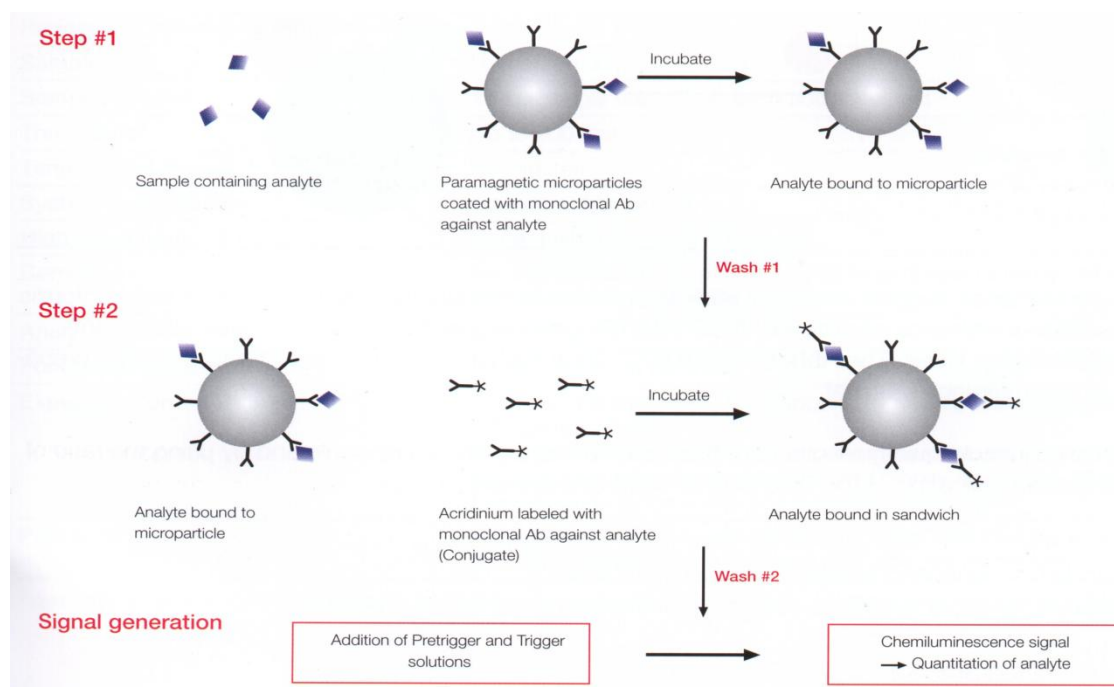 Step #1
Incubate
Sample containing analyte
Paramagnetic microparticles
coated with monoclonal Ab
against analyte
Analyte bound to microparticle
Wash #1
Step #2
Incubate
Analyte bound to
microparticle
Acridinium labeled with
monoclonal Ab against analyte
(Conjugate)
Analyte bound in sandwich
Wash #2
Signal generation
Addition of Pretrigger and Trigger
solutions
Chemiluminescence signal
→ Quantitation of analyte